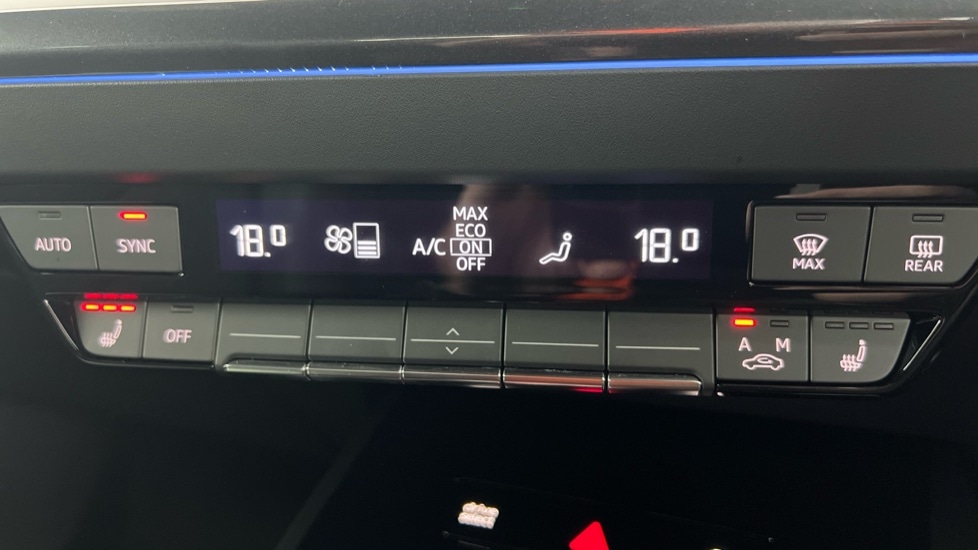 AUTO
SYNC
18.0
A/C
MAX
ECO
ON
OFF
18.0
MAX
REAR
OFF
A M